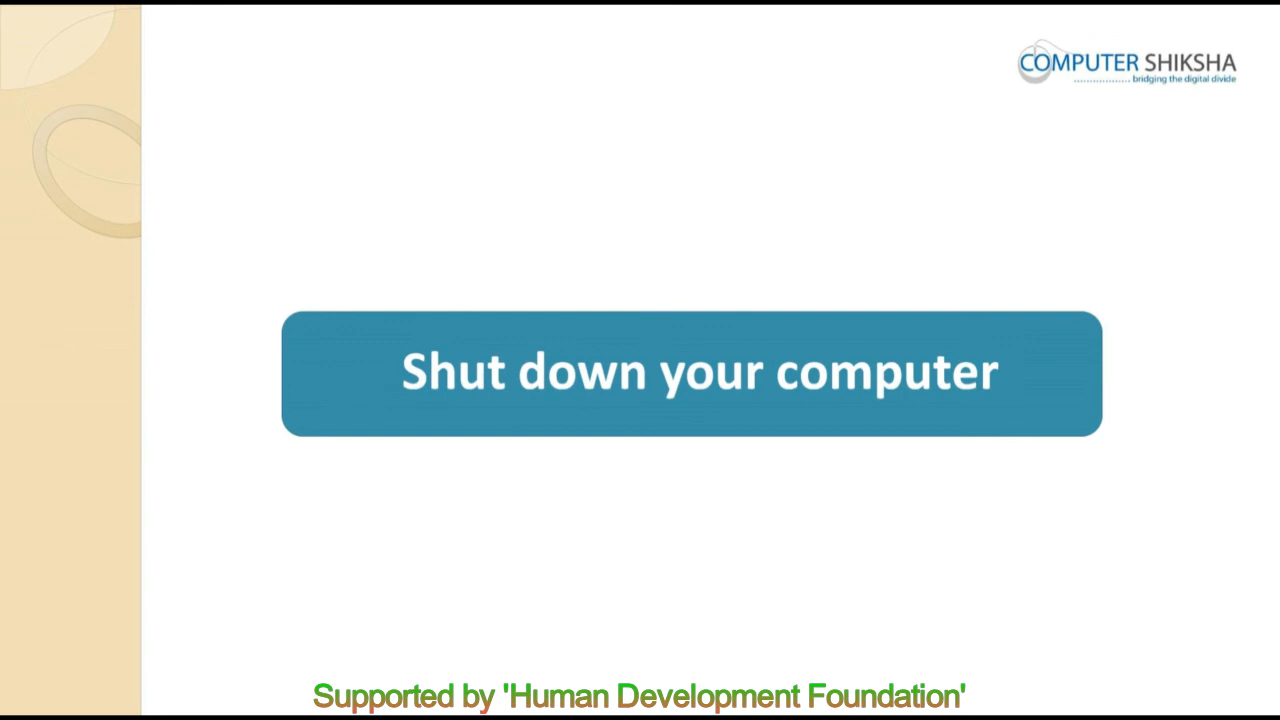 COMPUTER SHIKSHA
bridging the digital divide
Shut down your computer
Supported by 'Human Development Foundation'